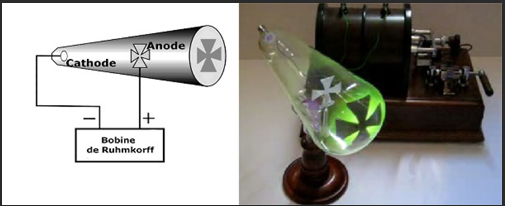 Anode
Cathode
− +
Bobine
de Ruhmkorff